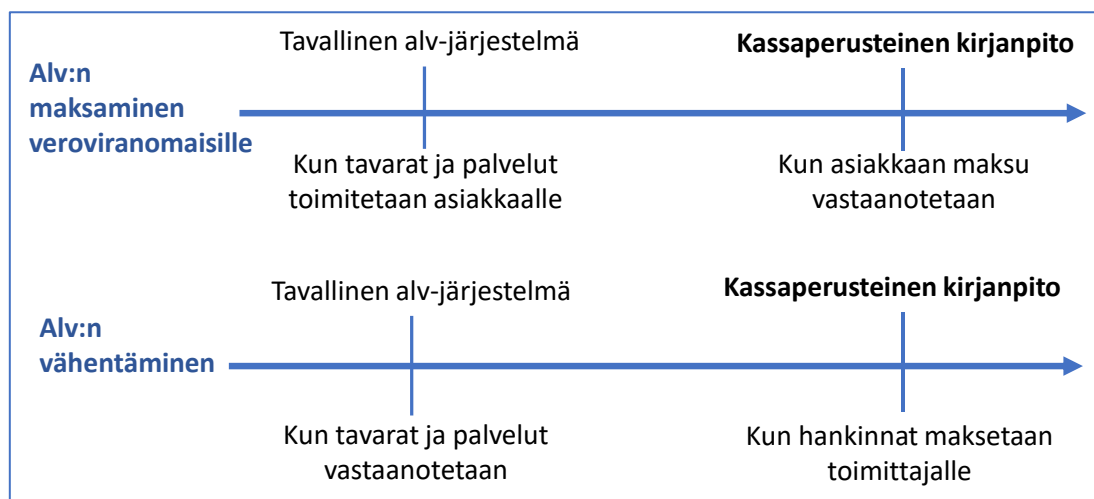 Tavallinen alv-järjestelmä
Kassaperusteinen kirjanpito
Alv:n
maksaminen
veroviranomaisille
Kun tavarat ja palvelut
toimitetaan asiakkaalle
Kun asiakkaan maksu
vastaanotetaan
Tavallinen alv-järjestelmä
Kassaperusteinen kirjanpito
Alv:n
vähentäminen
Kun tavarat ja palvelut
vastaanotetaan
Kun hankinnat maksetaan
toimittajalle